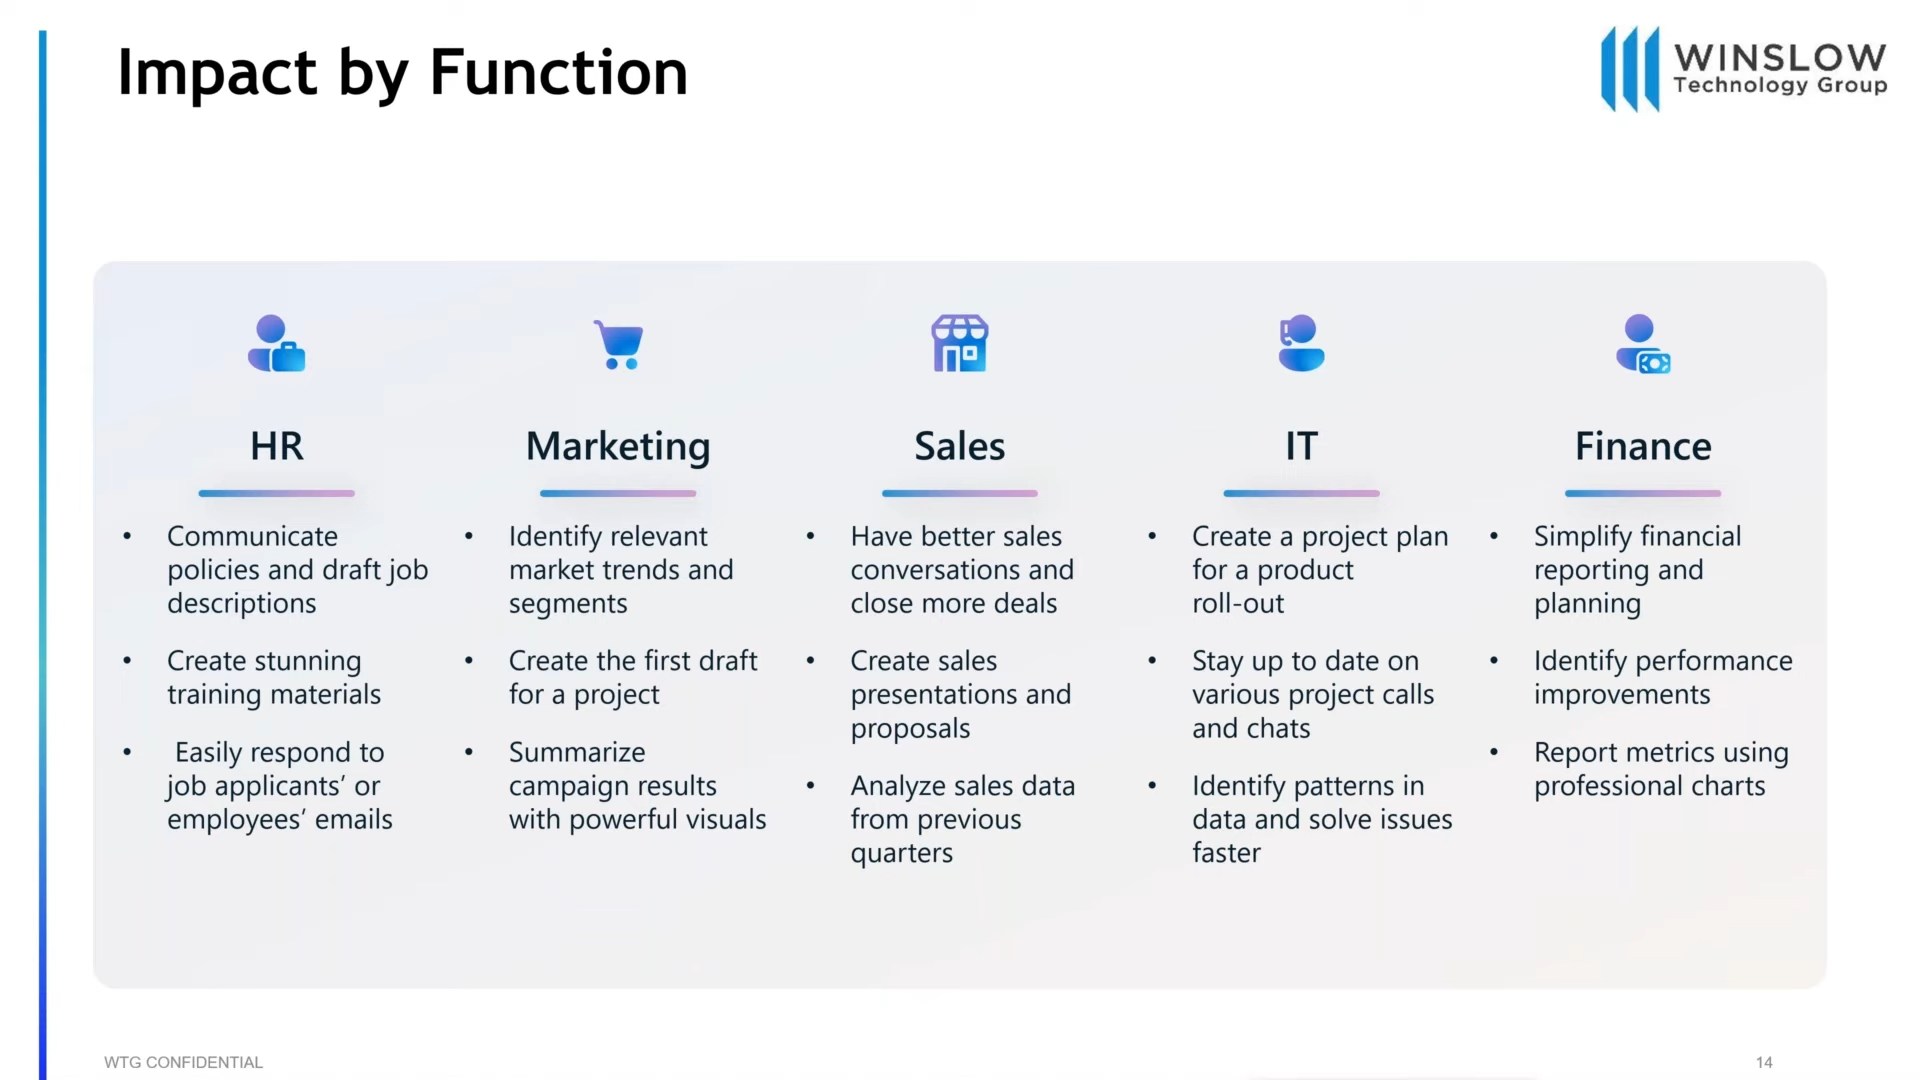 Impact by Function
WINSLOW
Technology Group
HR
• Communicate
policies and draft job
descriptions
• Create stunning
training materials
• Easily respond to
job applicants’ or
employees’ emails
Marketing
• Identify relevant
market trends and
segments
• Create the first draft
for a project
• Summarize
campaign results
with powerful visuals
Sales
• Have better sales
conversations and
close more deals
• Create sales
presentations and
proposals
• Analyze sales data
from previous
quarters
IT
• Create a project plan
for a product
roll-out
• Stay up to date on
various project calls
and chats
• Identify patterns in
data and solve issues
faster
Finance
• Simplify financial
reporting and
planning
• Identify performance
improvements
• Report metrics using
professional charts
WTG CONFIDENTIAL
14